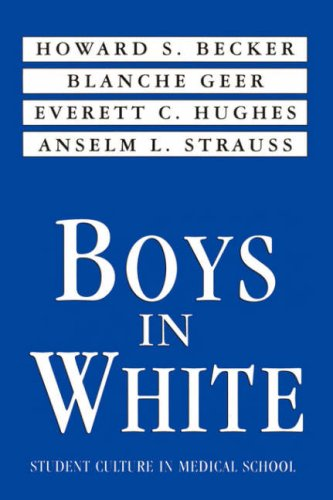 HOWARD S. BECKER
BLANCHE GEER
EVERETT C. HUGHES
ANSELM L. STRAUSS
BOYS
IN
WHITE
STUDENT CULTURE IN MEDICAL SCHOOL